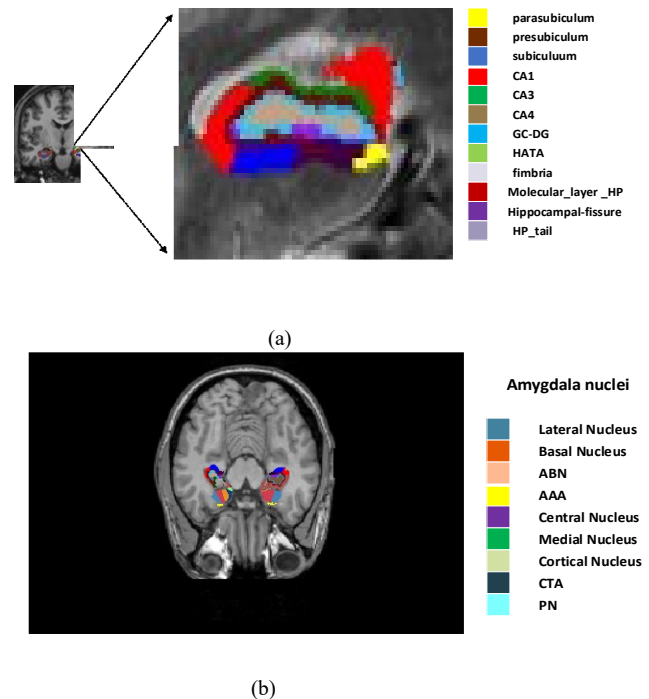 parasubiculum
presubiculum
subiculuum
CA1
CA3
CA4
GC-DG
HATA
fimbria
Molecular_layer _HP
Hippocampal-fissure
HP_tail
(a)
Amygdala nuclei
Lateral Nucleus
Basal Nucleus
ABN
AAA
Central Nucleus
Medial Nucleus
Cortical Nucleus
CTA
PN
(b)